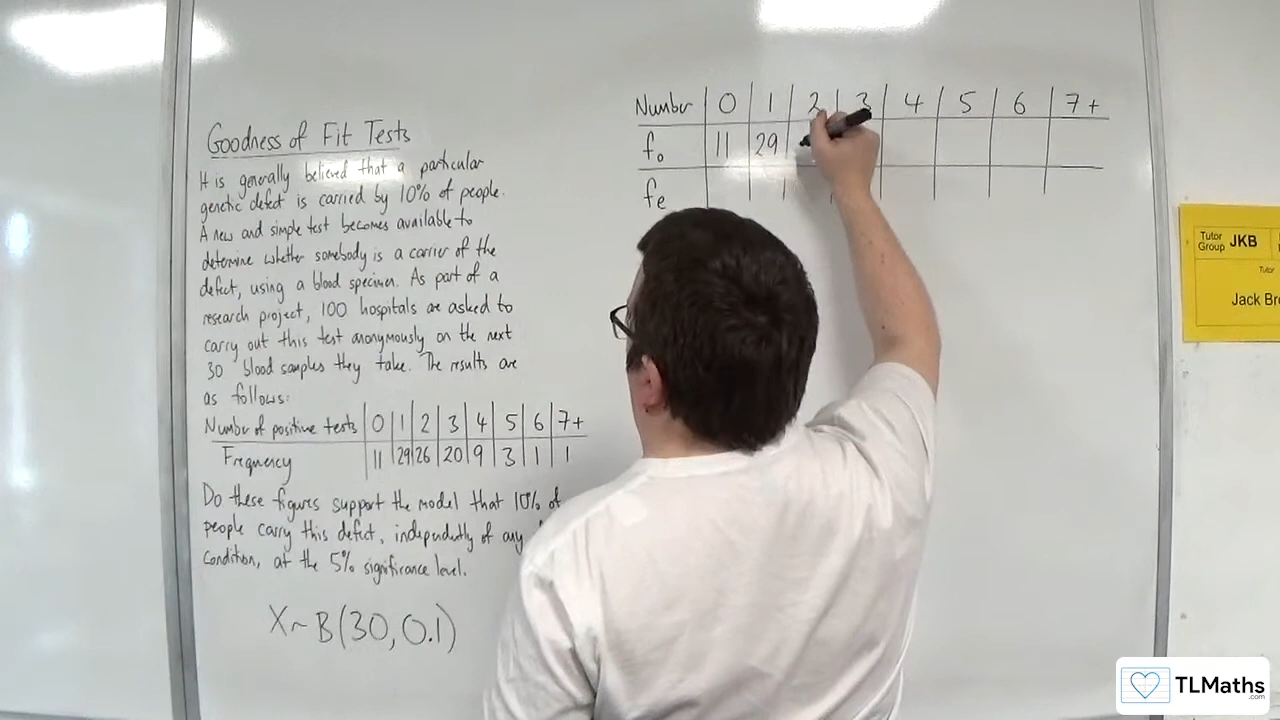 Goodness of Fit Tests
It is generally believed that a particular
genetic defect is carried by 10% of people.
A new and simple test becomes available to
determine whether somebody is a carrier of the
defect, using a blood specimen. As part of a
research project, 100 hospitals are asked to
carry out this test anonymously on the next
30 blood samples they take. The results are
as follows:
Number of positive tests 0 1 2 3 4 5 6 7+
Frequency 11 29 26 20 9 3 1 1
Do these figures support the model that 10% of
people carry this defect, independently of any
condition, at the 5% significance level.
X~B(30, 0.1)
Number 0 1 2 3 4 5 6 7+
fo 11 29
fe
Tutor
Group JKB
Tutor
Jack
TLMaths
.com